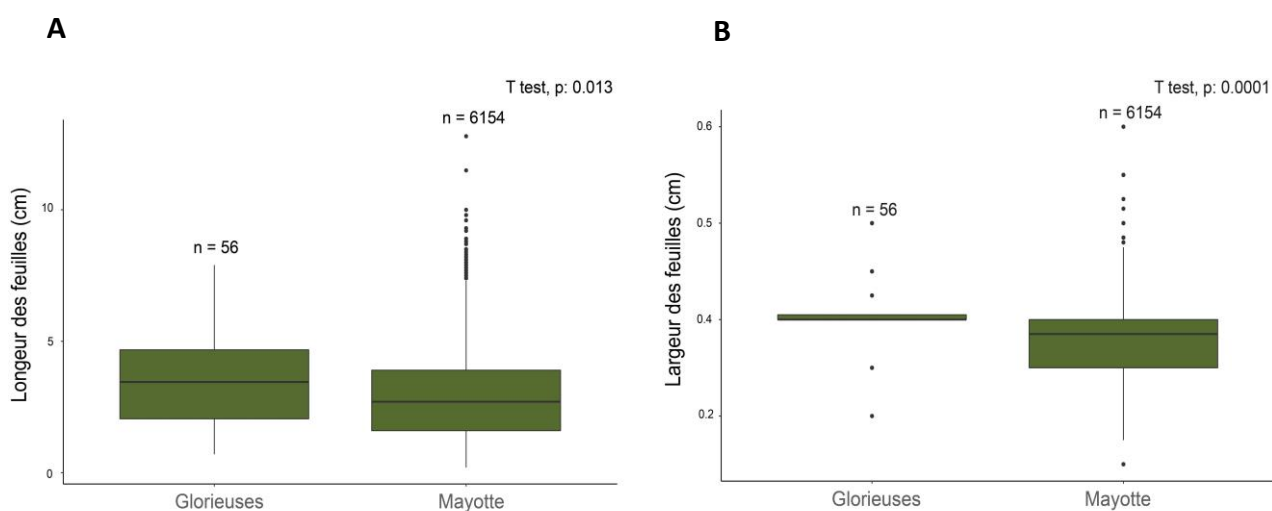 A
T test, p: 0.013
n = 6154
n = 56
10
5
0
Longeur des feuilles (cm)
Glorieuses
Mayotte
B
T test, p: 0.0001
n = 6154
n = 56
0.6
0.5
0.4
0.2
Largeur des feuilles (cm)
Glorieuses
Mayotte